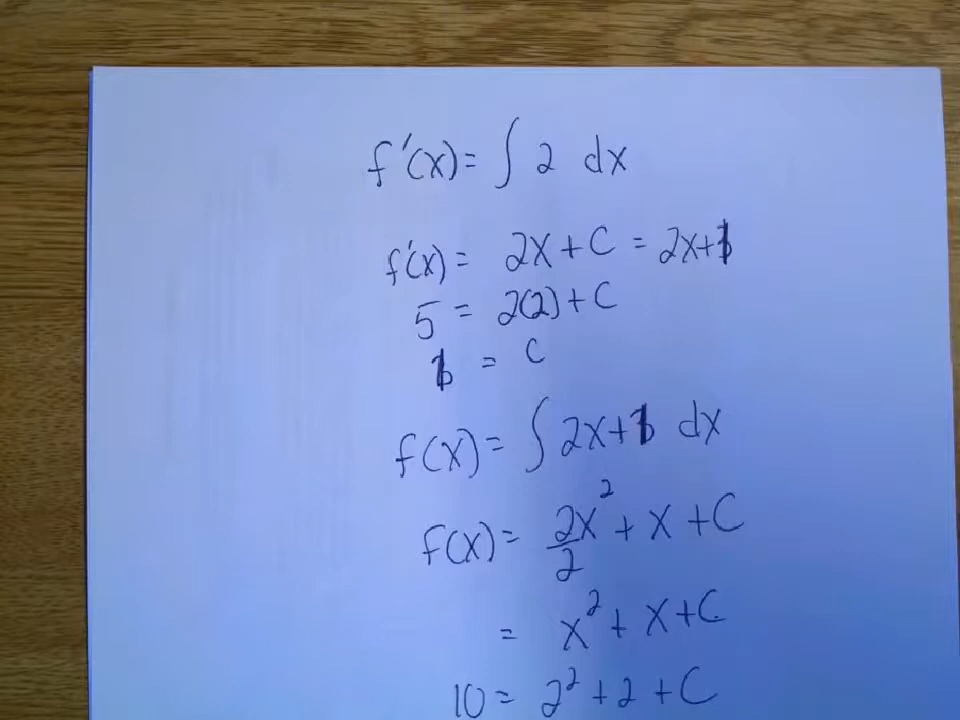 f'(x) = ∫ 2 dx
f'(x) = 2x + C = 2x+1
5 = 2(2) + C
1 = C
f(x) = ∫ 2x+1 dx
f(x) = 2x²/2 + x + C
= x² + x + C
10 = 2² + 2 + C